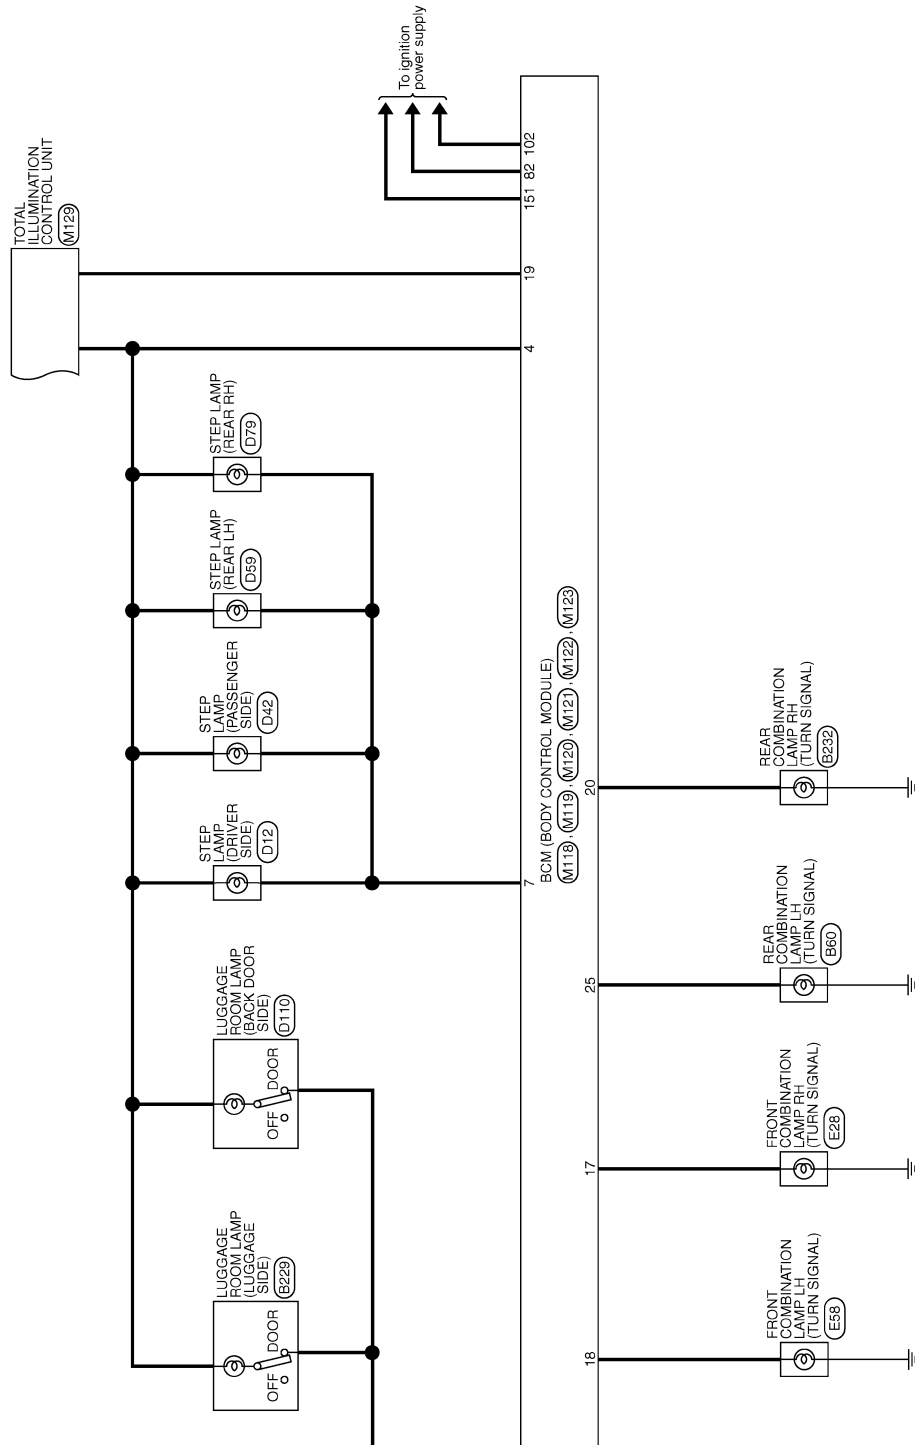 To ignition
power supply
TOTAL
ILLUMINATION
CONTROL UNIT
M129
102
82
151
19
4
STEP LAMP
(REAR RH)
D79
STEP LAMP
(REAR LH)
D59
STEP
LAMP
(PASSENGER
SIDE)
D42
STEP
LAMP
(DRIVER
SIDE)
D12
7
BCM (BODY CONTROL MODULE)
M118 , M119 , M120 , M121 , M122 , M123
LUGGAGE
ROOM LAMP
(BACK DOOR
SIDE)
D110
OFF DOOR
LUGGAGE
ROOM LAMP
(LUGGAGE
SIDE)
B229
OFF DOOR
20
REAR
COMBINATION
LAMP RH
(TURN SIGNAL)
B232
25
REAR
COMBINATION
LAMP LH
(TURN SIGNAL)
B60
17
FRONT
COMBINATION
LAMP RH
(TURN SIGNAL)
E28
18
FRONT
COMBINATION
LAMP LH
(TURN SIGNAL)
E58